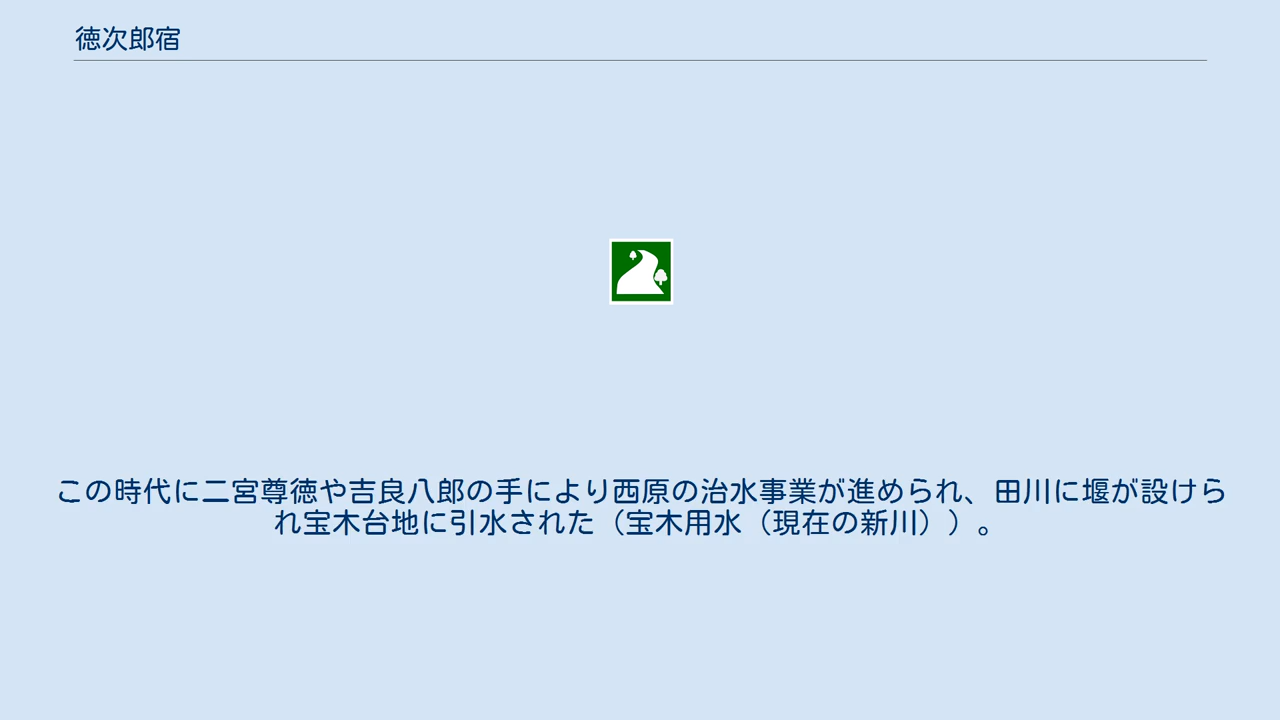 徳次郎宿
この時代に二宮尊徳や吉良八郎の手により西原の治水事業が進められ、田川に堰が設けら
れ宝木台地に引水された（宝木用水（現在の新川））。